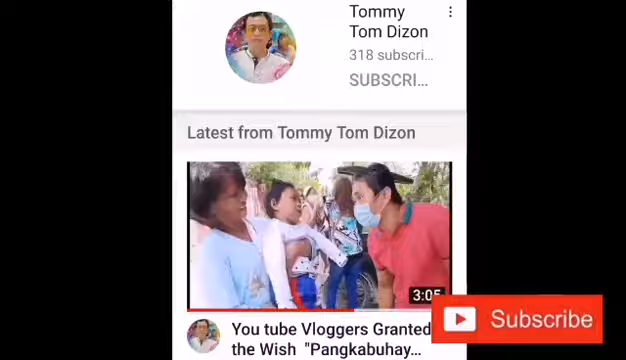 Tommy
Tom Dizon
318 subscri...
SUBSCRI...
Latest from Tommy Tom Dizon
3:05
Subscribe
You tube Vloggers Granted
the Wish "Pangkabuhay...